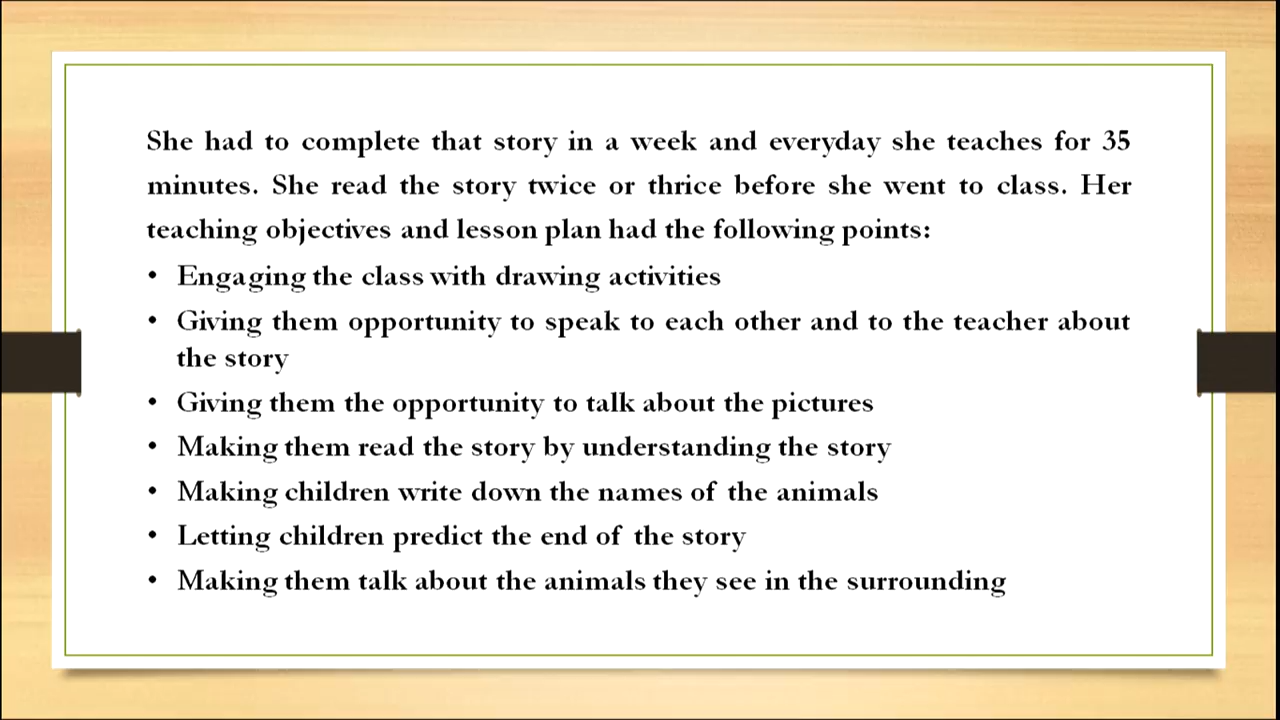 She had to complete that story in a week and everyday she teaches for 35
minutes. She read the story twice or thrice before she went to class. Her
teaching objectives and lesson plan had the following points:
• Engaging the class with drawing activities
• Giving them opportunity to speak to each other and to the teacher about
the story
• Giving them the opportunity to talk about the pictures
• Making them read the story by understanding the story
• Making children write down the names of the animals
• Letting children predict the end of the story
• Making them talk about the animals they see in the surrounding